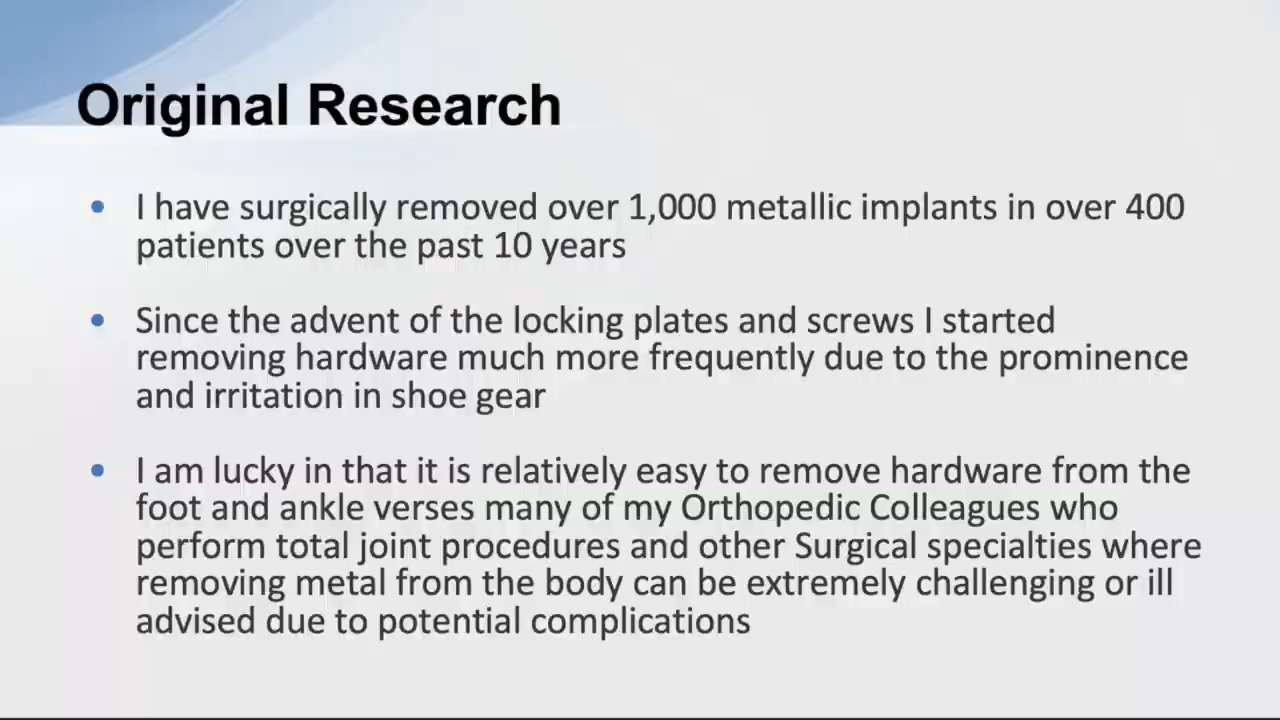 Original Research
• I have surgically removed over 1,000 metallic implants in over 400
patients over the past 10 years
• Since the advent of the locking plates and screws I started
removing hardware much more frequently due to the prominence
and irritation in shoe gear
• I am lucky in that it is relatively easy to remove hardware from the
foot and ankle verses many of my Orthopedic Colleagues who
perform total joint procedures and other Surgical specialties where
removing metal from the body can be extremely challenging or ill
advised due to potential complications